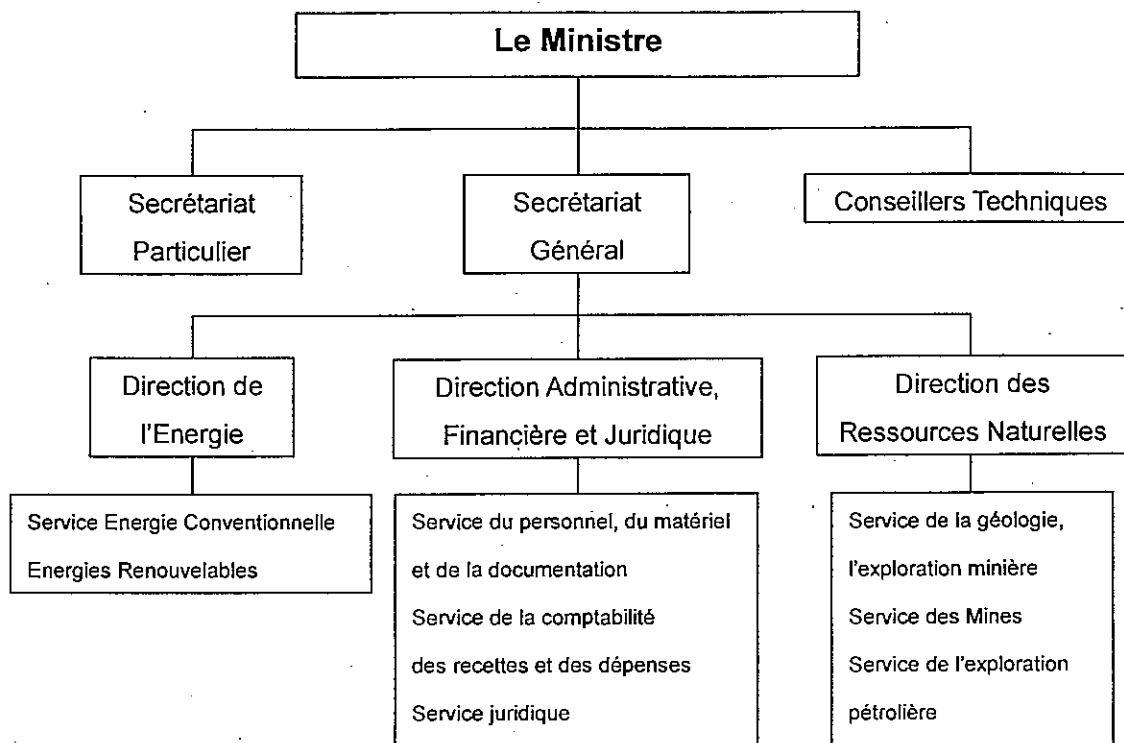 Le Ministre
Secrétariat
Particulier
Secrétariat
Général
Conseillers Techniques
Direction de
l'Energie
Direction Administrative,
Financière et Juridique
Direction des
Ressources Naturelles
Service Energie Conventionnelle
Energies Renouvelables
Service du personnel, du matériel
et de la documentation
Service de la comptabilité
des recettes et des dépenses
Service juridique
Service de la géologie,
l'exploration minière
Service des Mines
Service de l'exploration
pétrolière